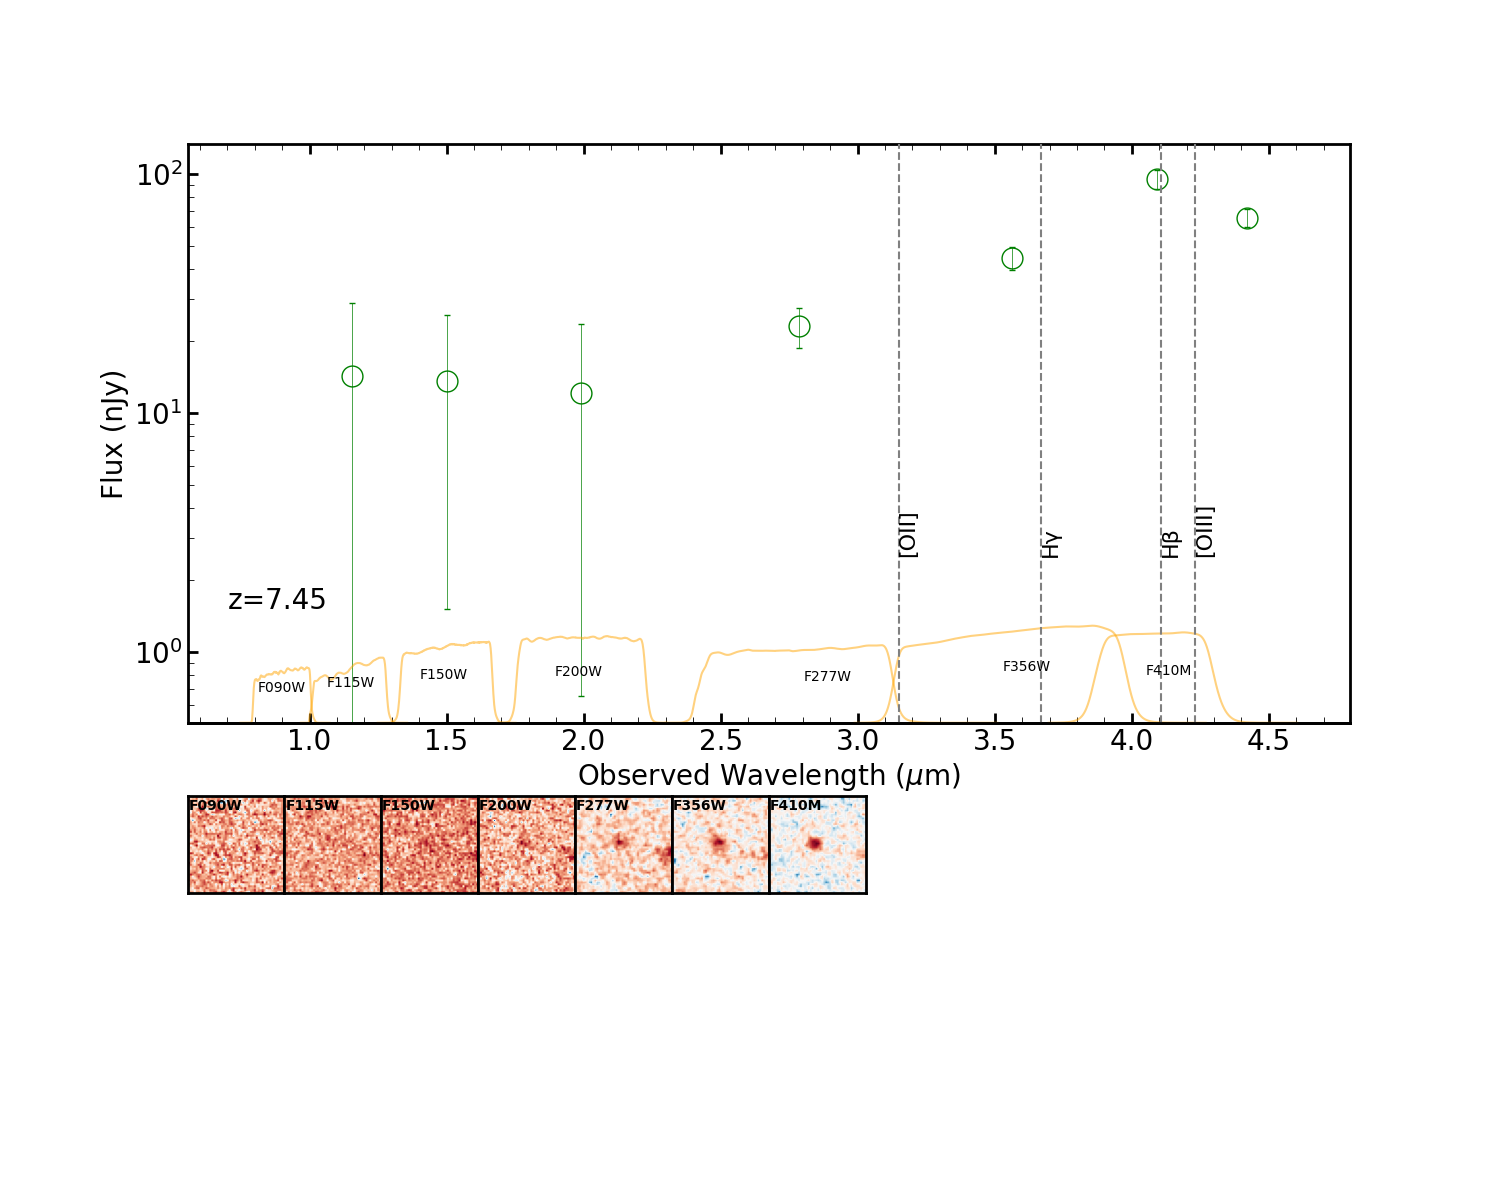 10²
10¹
10⁰
Flux (nJy)
z=7.45
[OII]
Hγ
Hβ
[OIII]
F090W
F115W
F150W
F200W
F277W
F356W
F410M
1.0 1.5 2.0 2.5 3.0 3.5 4.0 4.5
Observed Wavelength (μm)
F090W F115W F150W F200W F277W F356W F410M